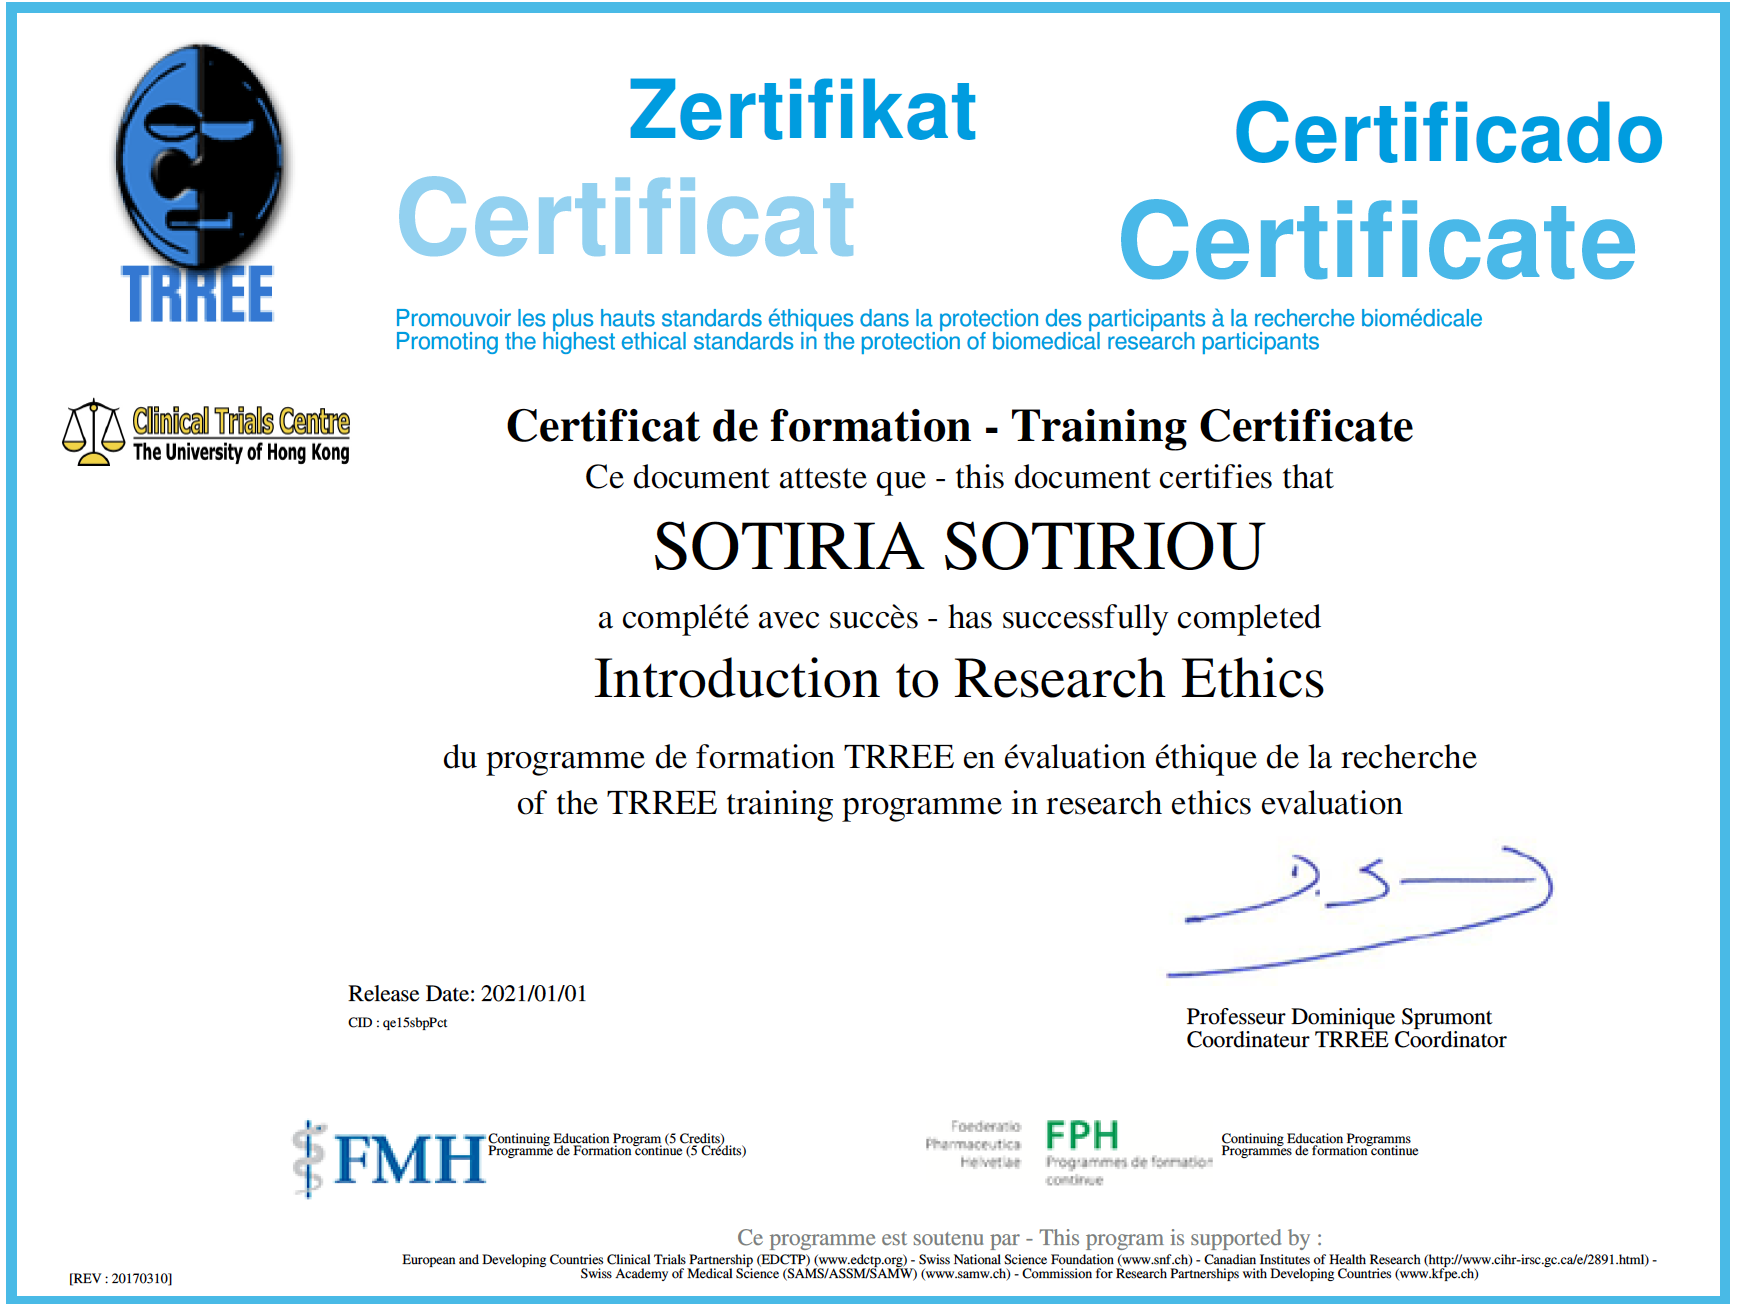 Zertifikat
Certificado
Certificat
Certificate
TRREE
Promouvoir les plus hauts standards éthiques dans la protection des participants à la recherche biomédicale
Promoting the highest ethical standards in the protection of biomedical research participants
Clinical Trials Centre
The University of Hong Kong
Certificat de formation - Training Certificate
Ce document atteste que - this document certifies that
SOTIRIA SOTIRIOU
a complété avec succès - has successfully completed
Introduction to Research Ethics
du programme de formation TRREE en évaluation éthique de la recherche
of the TRREE training programme in research ethics evaluation
D. S
Release Date: 2021/01/01
CID : qe15sbpPct
Professeur Dominique Sprumont
Coordinateur TRREE Coordinator
FMH
Continuing Education Program (5 Credits)
Programme de Formation continue (5 Crédits)
Foederatio
Pharmaceutica
Helvetiae
FPH
Programmes de formation
continue
Continuing Education Programms
Programmes de formation continue
Ce programme est soutenu par - This program is supported by :
European and Developing Countries Clinical Trials Partnership (EDCTP) (www.edctp.org) - Swiss National Science Foundation (www.snf.ch) - Canadian Institutes of Health Research (http://www.cihr-irsc.gc.ca/e/2891.html) -
Swiss Academy of Medical Science (SAMS/ASSM/SAMW) (www.samw.ch) - Commission for Research Partnerships with Developing Countries (www.kfpe.ch)
[REV : 20170310]